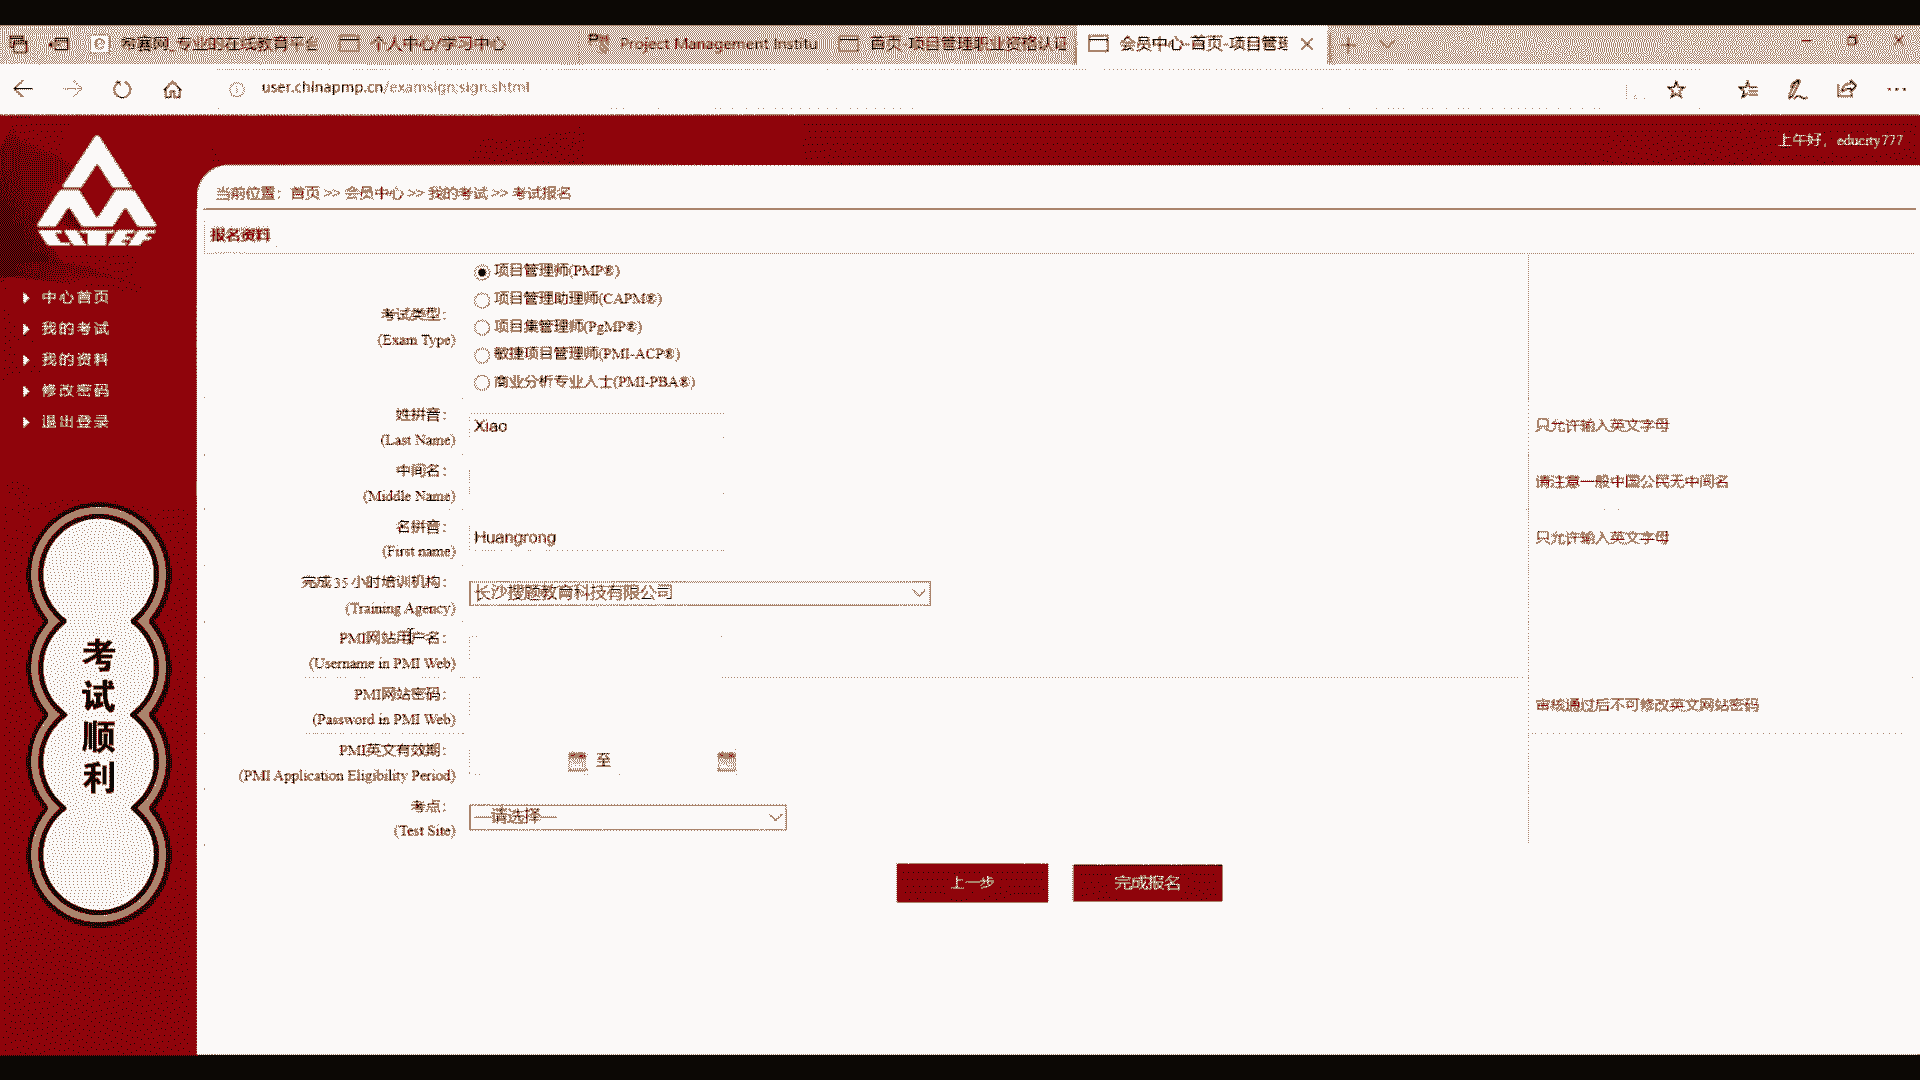 希赛网_专业的在线教育平台
个人中心/学习中心
Project Management Institu
首页-项目管理职业资格认证
会员中心-首页-项目管理
user.chinapmp.cn/examsign;sign.shtml
上午好，educity777
CSTEF
当前位置：首页 >> 会员中心 >> 我的考试 >> 考试报名
报名资料
中心首页
我的考试
我的资料
修改密码
退出登录
考试顺利
考试类型：
(Exam Type)
项目管理师(PMP®)
项目管理助理师(CAPM®)
项目集管理师(PgMP®)
敏捷项目管理师(PMI-ACP®)
商业分析专业人士(PMI-PBA®)
姓拼音：
(Last Name)
Xiao
只允许输入英文字母
中间名：
(Middle Name)
请注意一般中国公民无中间名
名拼音：
(First name)
Huangrong
只允许输入英文字母
完成35小时培训机构：
(Training Agency)
长沙搜题教育科技有限公司
PMI网站用户名：
(Username in PMI Web)
PMI网站密码：
(Password in PMI Web)
审核通过后不可修改英文网站密码
PMI英文有效期：
(PMI Application Eligibility Period)
至
考点：
(Test Site)
—请选择—
上一步
完成报名